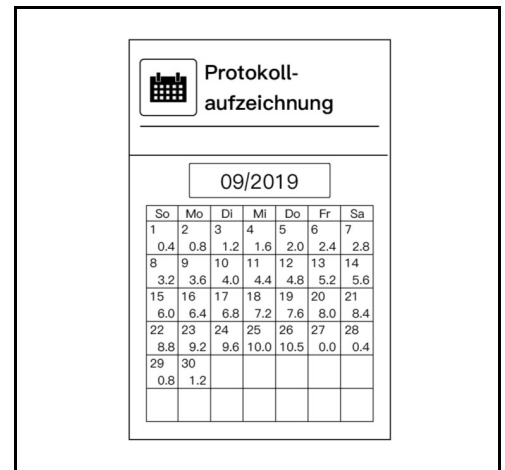 Protokoll-
aufzeichnung
09/2019
So Mo Di Mi Do Fr Sa
1 2 3 4 5 6 7
0.4 0.8 1.2 1.6 2.0 2.4 2.8
8 9 10 11 12 13 14
3.2 3.6 4.0 4.4 4.8 5.2 5.6
15 16 17 18 19 20 21
6.0 6.4 6.8 7.2 7.6 8.0 8.4
22 23 24 25 26 27 28
8.8 9.2 9.6 10.0 10.5 0.0 0.4
29 30
0.8 1.2